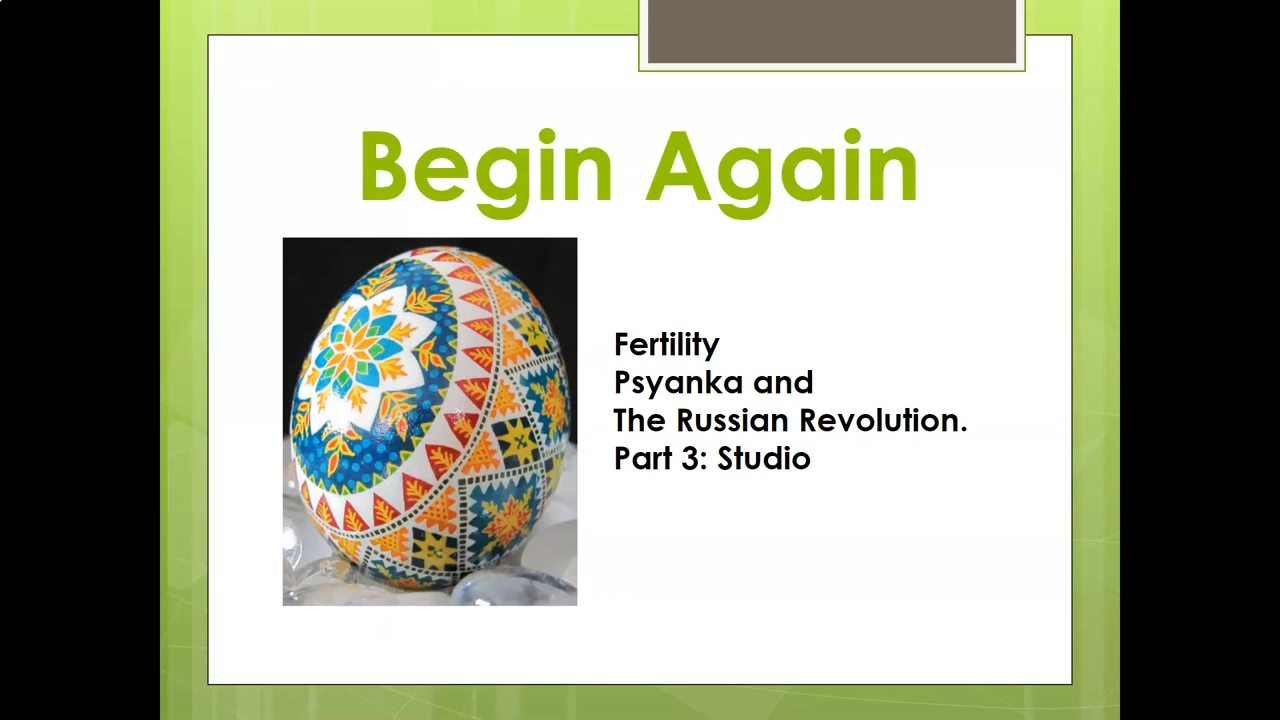 Begin Again
Fertility
Psyanka and
The Russian Revolution.
Part 3: Studio